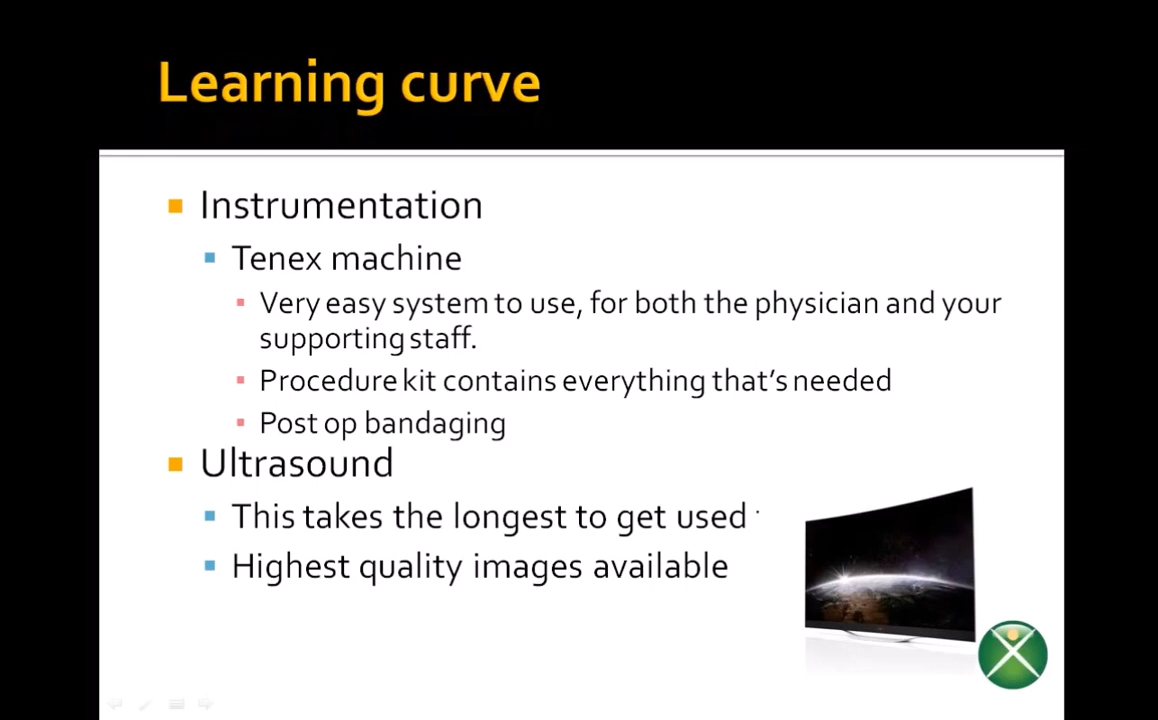 Learning curve
Instrumentation
Tenex machine
Very easy system to use, for both the physician and your
supporting staff.
Procedure kit contains everything that's needed
Post op bandaging
Ultrasound
This takes the longest to get used
Highest quality images available